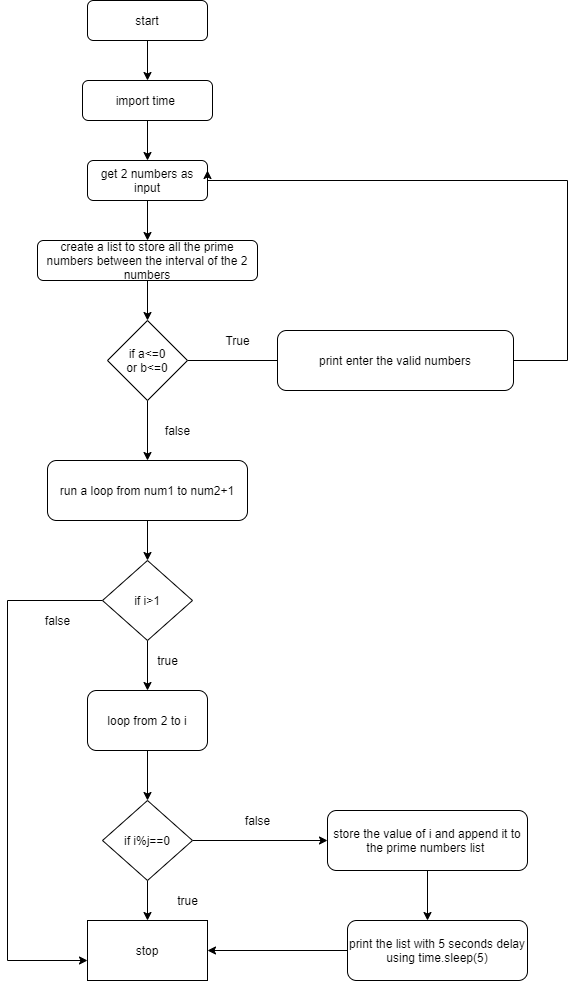 start
import time
get 2 numbers as
input
create a list to store all the prime
numbers between the interval of the 2
numbers
if a<=0
or b<=0
True
print enter the valid numbers
false
run a loop from num1 to num2+1
if i>1
false
true
loop from 2 to i
if i%j==0
false
store the value of i and append it to
the prime numbers list
true
stop
print the list with 5 seconds delay
using time.sleep(5)